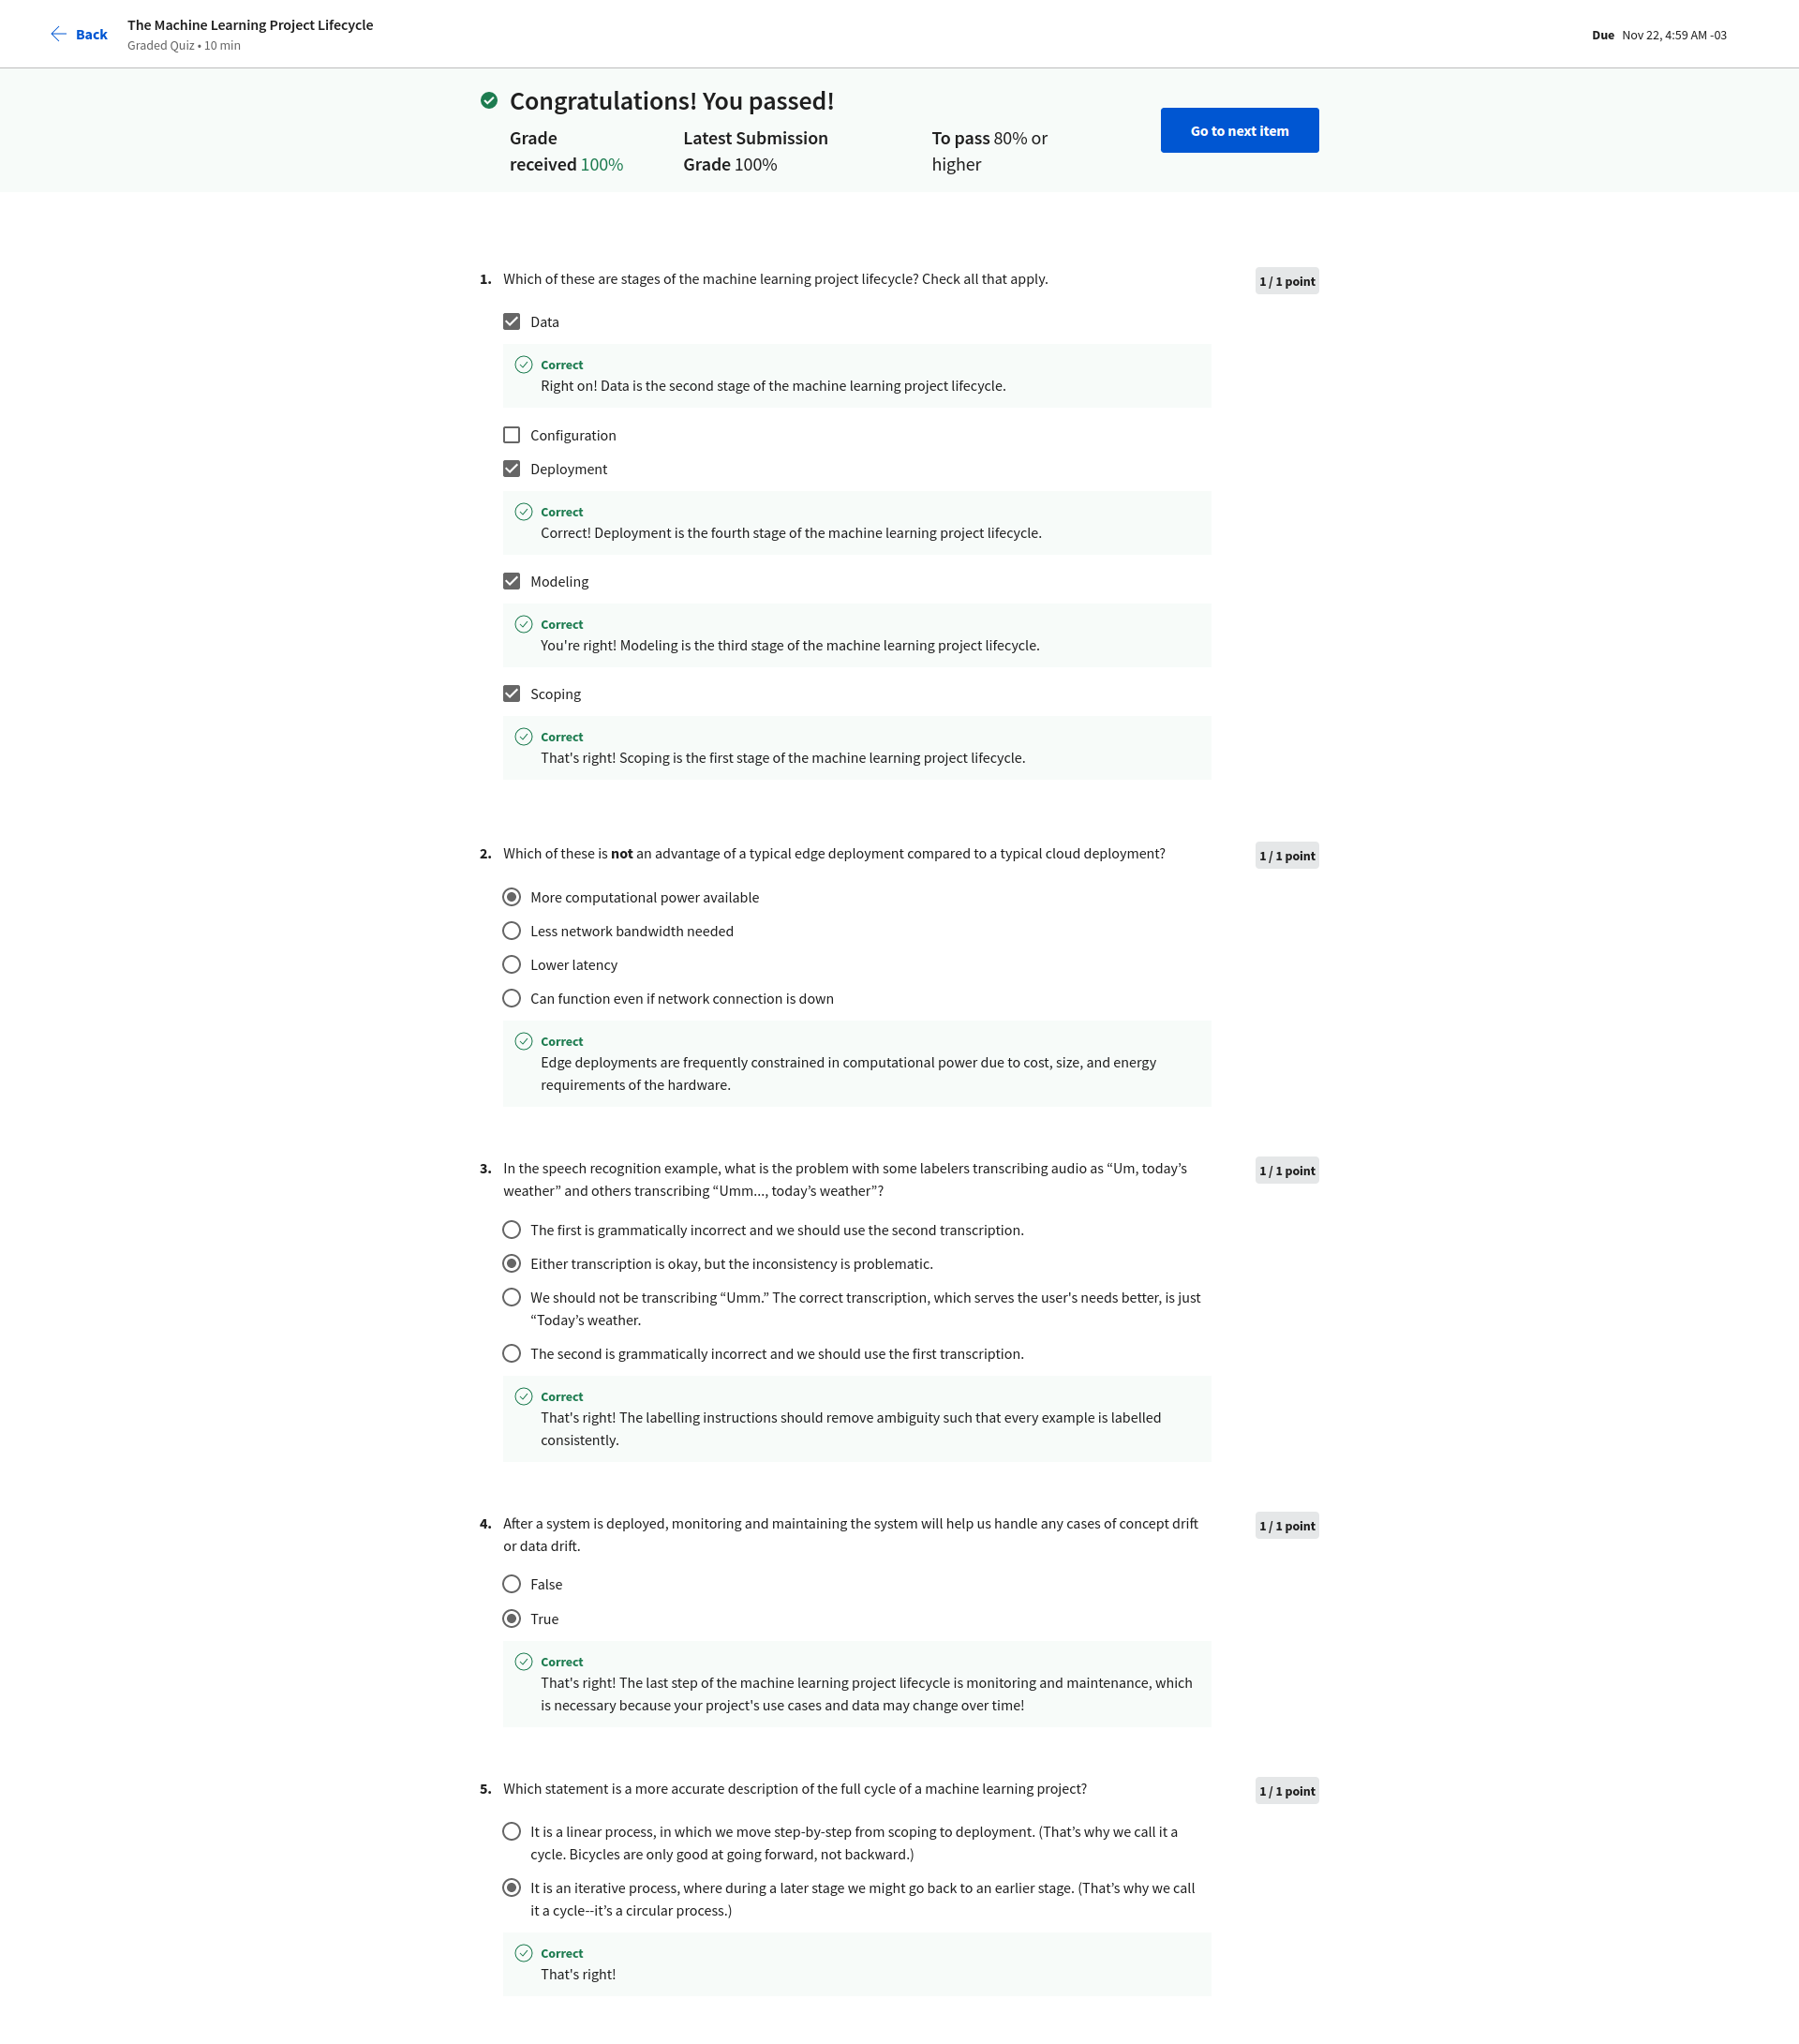 Back
The Machine Learning Project Lifecycle
Graded Quiz • 10 min
Due Nov 22, 4:59 AM -03
Congratulations! You passed!
Grade
received 100%
Latest Submission
Grade 100%
To pass 80% or
higher
Go to next item
1. Which of these are stages of the machine learning project lifecycle? Check all that apply.
1 / 1 point
Data
Correct
Right on! Data is the second stage of the machine learning project lifecycle.
Configuration
Deployment
Correct
Correct! Deployment is the fourth stage of the machine learning project lifecycle.
Modeling
Correct
You're right! Modeling is the third stage of the machine learning project lifecycle.
Scoping
Correct
That's right! Scoping is the first stage of the machine learning project lifecycle.
2. Which of these is not an advantage of a typical edge deployment compared to a typical cloud deployment?
1 / 1 point
More computational power available
Less network bandwidth needed
Lower latency
Can function even if network connection is down
Correct
Edge deployments are frequently constrained in computational power due to cost, size, and energy
requirements of the hardware.
3. In the speech recognition example, what is the problem with some labelers transcribing audio as “Um, today’s
weather” and others transcribing “Umm..., today’s weather”?
1 / 1 point
The first is grammatically incorrect and we should use the second transcription.
Either transcription is okay, but the inconsistency is problematic.
We should not be transcribing “Umm.” The correct transcription, which serves the user's needs better, is just
“Today’s weather.
The second is grammatically incorrect and we should use the first transcription.
Correct
That's right! The labelling instructions should remove ambiguity such that every example is labelled
consistently.
4. After a system is deployed, monitoring and maintaining the system will help us handle any cases of concept drift
or data drift.
1 / 1 point
False
True
Correct
That's right! The last step of the machine learning project lifecycle is monitoring and maintenance, which
is necessary because your project's use cases and data may change over time!
5. Which statement is a more accurate description of the full cycle of a machine learning project?
1 / 1 point
It is a linear process, in which we move step-by-step from scoping to deployment. (That’s why we call it a
cycle. Bicycles are only good at going forward, not backward.)
It is an iterative process, where during a later stage we might go back to an earlier stage. (That’s why we call
it a cycle--it’s a circular process.)
Correct
That's right!